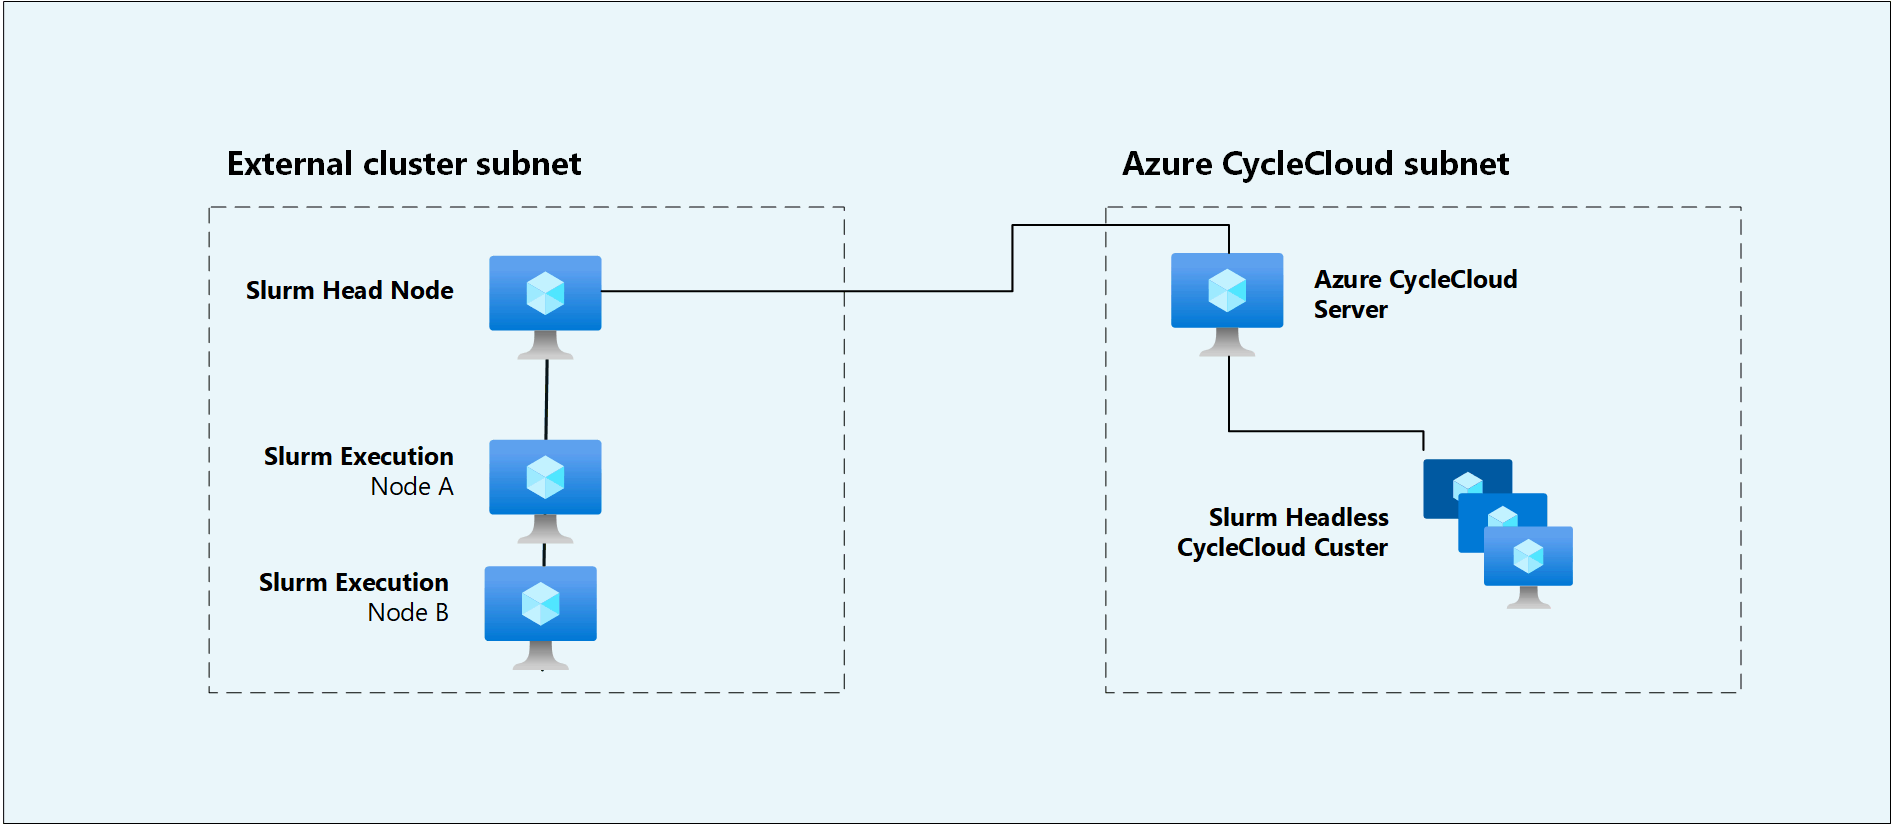 External cluster subnet
Slurm Head Node
Slurm Execution
Node A
Slurm Execution
Node B
Azure CycleCloud subnet
Azure CycleCloud
Server
Slurm Headless
CycleCloud Custer